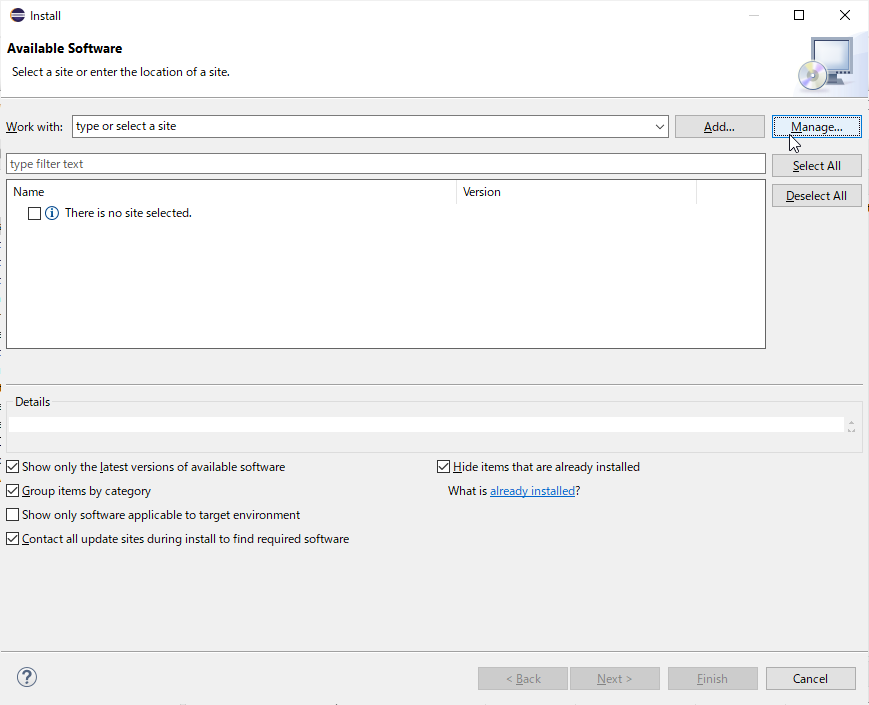 Install
Available Software
Select a site or enter the location of a site.
Work with: type or select a site Add... Manage...
type filter text Select All
Name Version Deselect All
There is no site selected.
Details
Show only the latest versions of available software Hide items that are already installed
Group items by category What is already installed?
Show only software applicable to target environment
Contact all update sites during install to find required software
? < Back Next > Finish Cancel